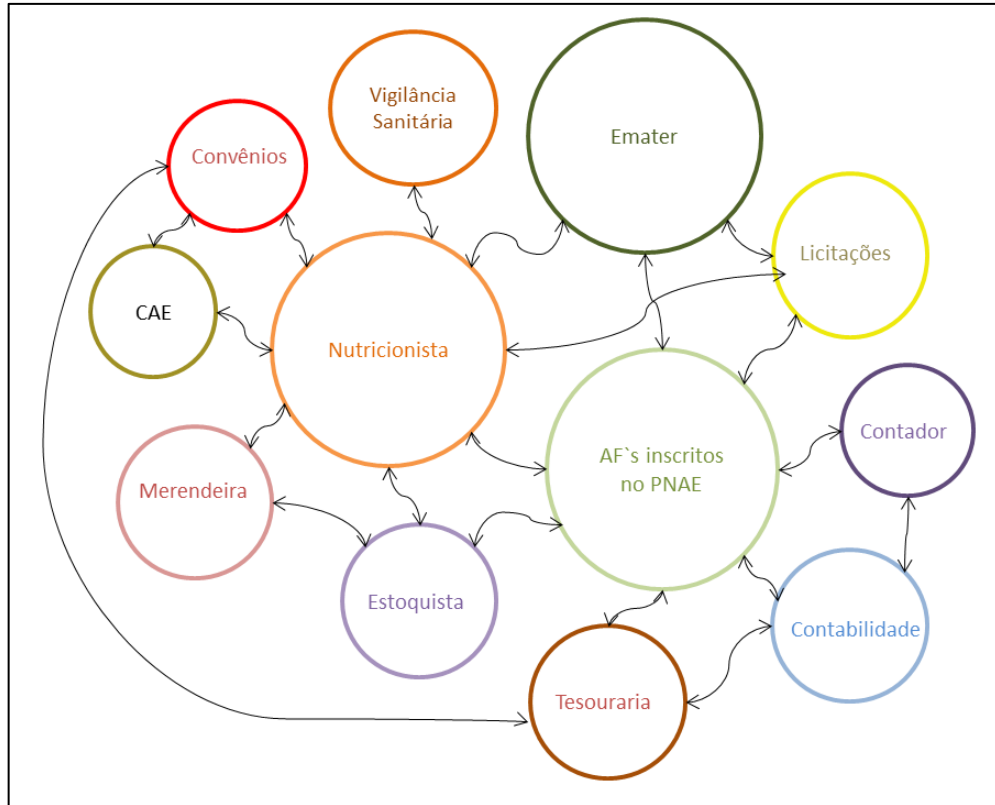 Vigilância
Sanitária
Emater
Convênios
Licitações
CAE
Nutricionista
Contador
AF`s inscritos
no PNAE
Merendeira
Estoquista
Contabilidade
Tesouraria